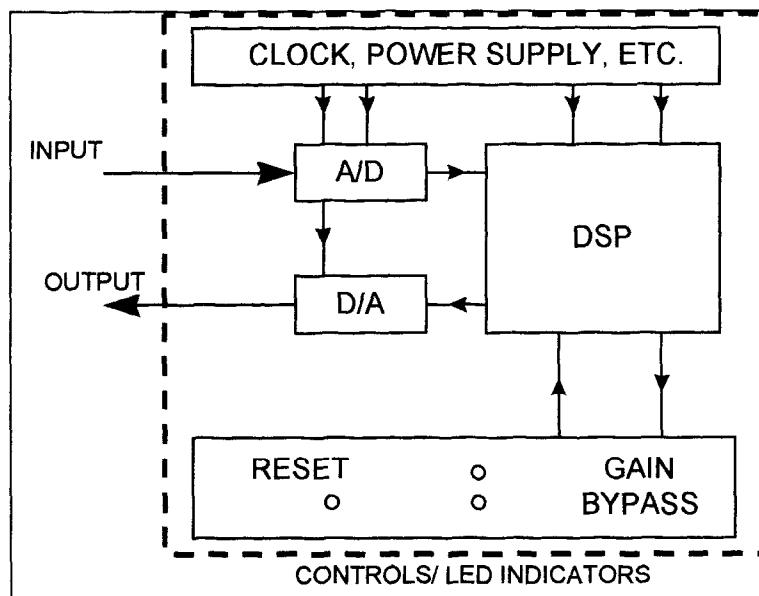 CLOCK, POWER SUPPLY, ETC.
INPUT
A/D
DSP
OUTPUT
D/A
RESET
GAIN
BYPASS
CONTROLS/ LED INDICATORS